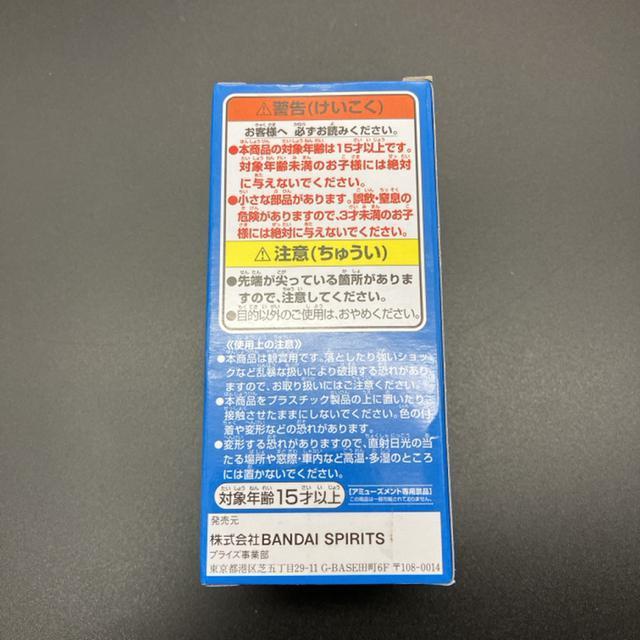 ⚠警告(けいこく)
お客様へ 必ずお読みください。
●本商品の対象年齢は15才以上です。
対象年齢未満のお子様には絶対
に与えないでください。
●小さな部品があります。誤飲・窒息の
危険がありますので、3才未満のお子
様には絶対に与えないでください。
⚠注意(ちゅうい)
●先端が尖っている箇所がありま
すので、注意してください。
●目的以外のご使用は、おやめください。
《使用上の注意》
●本商品は観賞用です。落としたり強いショッ
クなど乱暴な扱いにより破損する恐れがあり
ますので、お取り扱いにはご注意ください。
●本商品をプラスチック製品の上に置いたり
接触させたままにしないでください。色の付
着や変形などの恐れがあります。
●変形する恐れがありますので、直射日光の当
たる場所や窓際・車内など高温・多湿のところ
には置かないでください。
対象年齢15才以上
【アミューズメント専用景品】
この商品は一般市販されておりません。
発売元
株式会社BANDAI SPIRITS
プライズ事業部
東京都港区芝五丁目29-11 G-BASE田町6F 〒108-0014